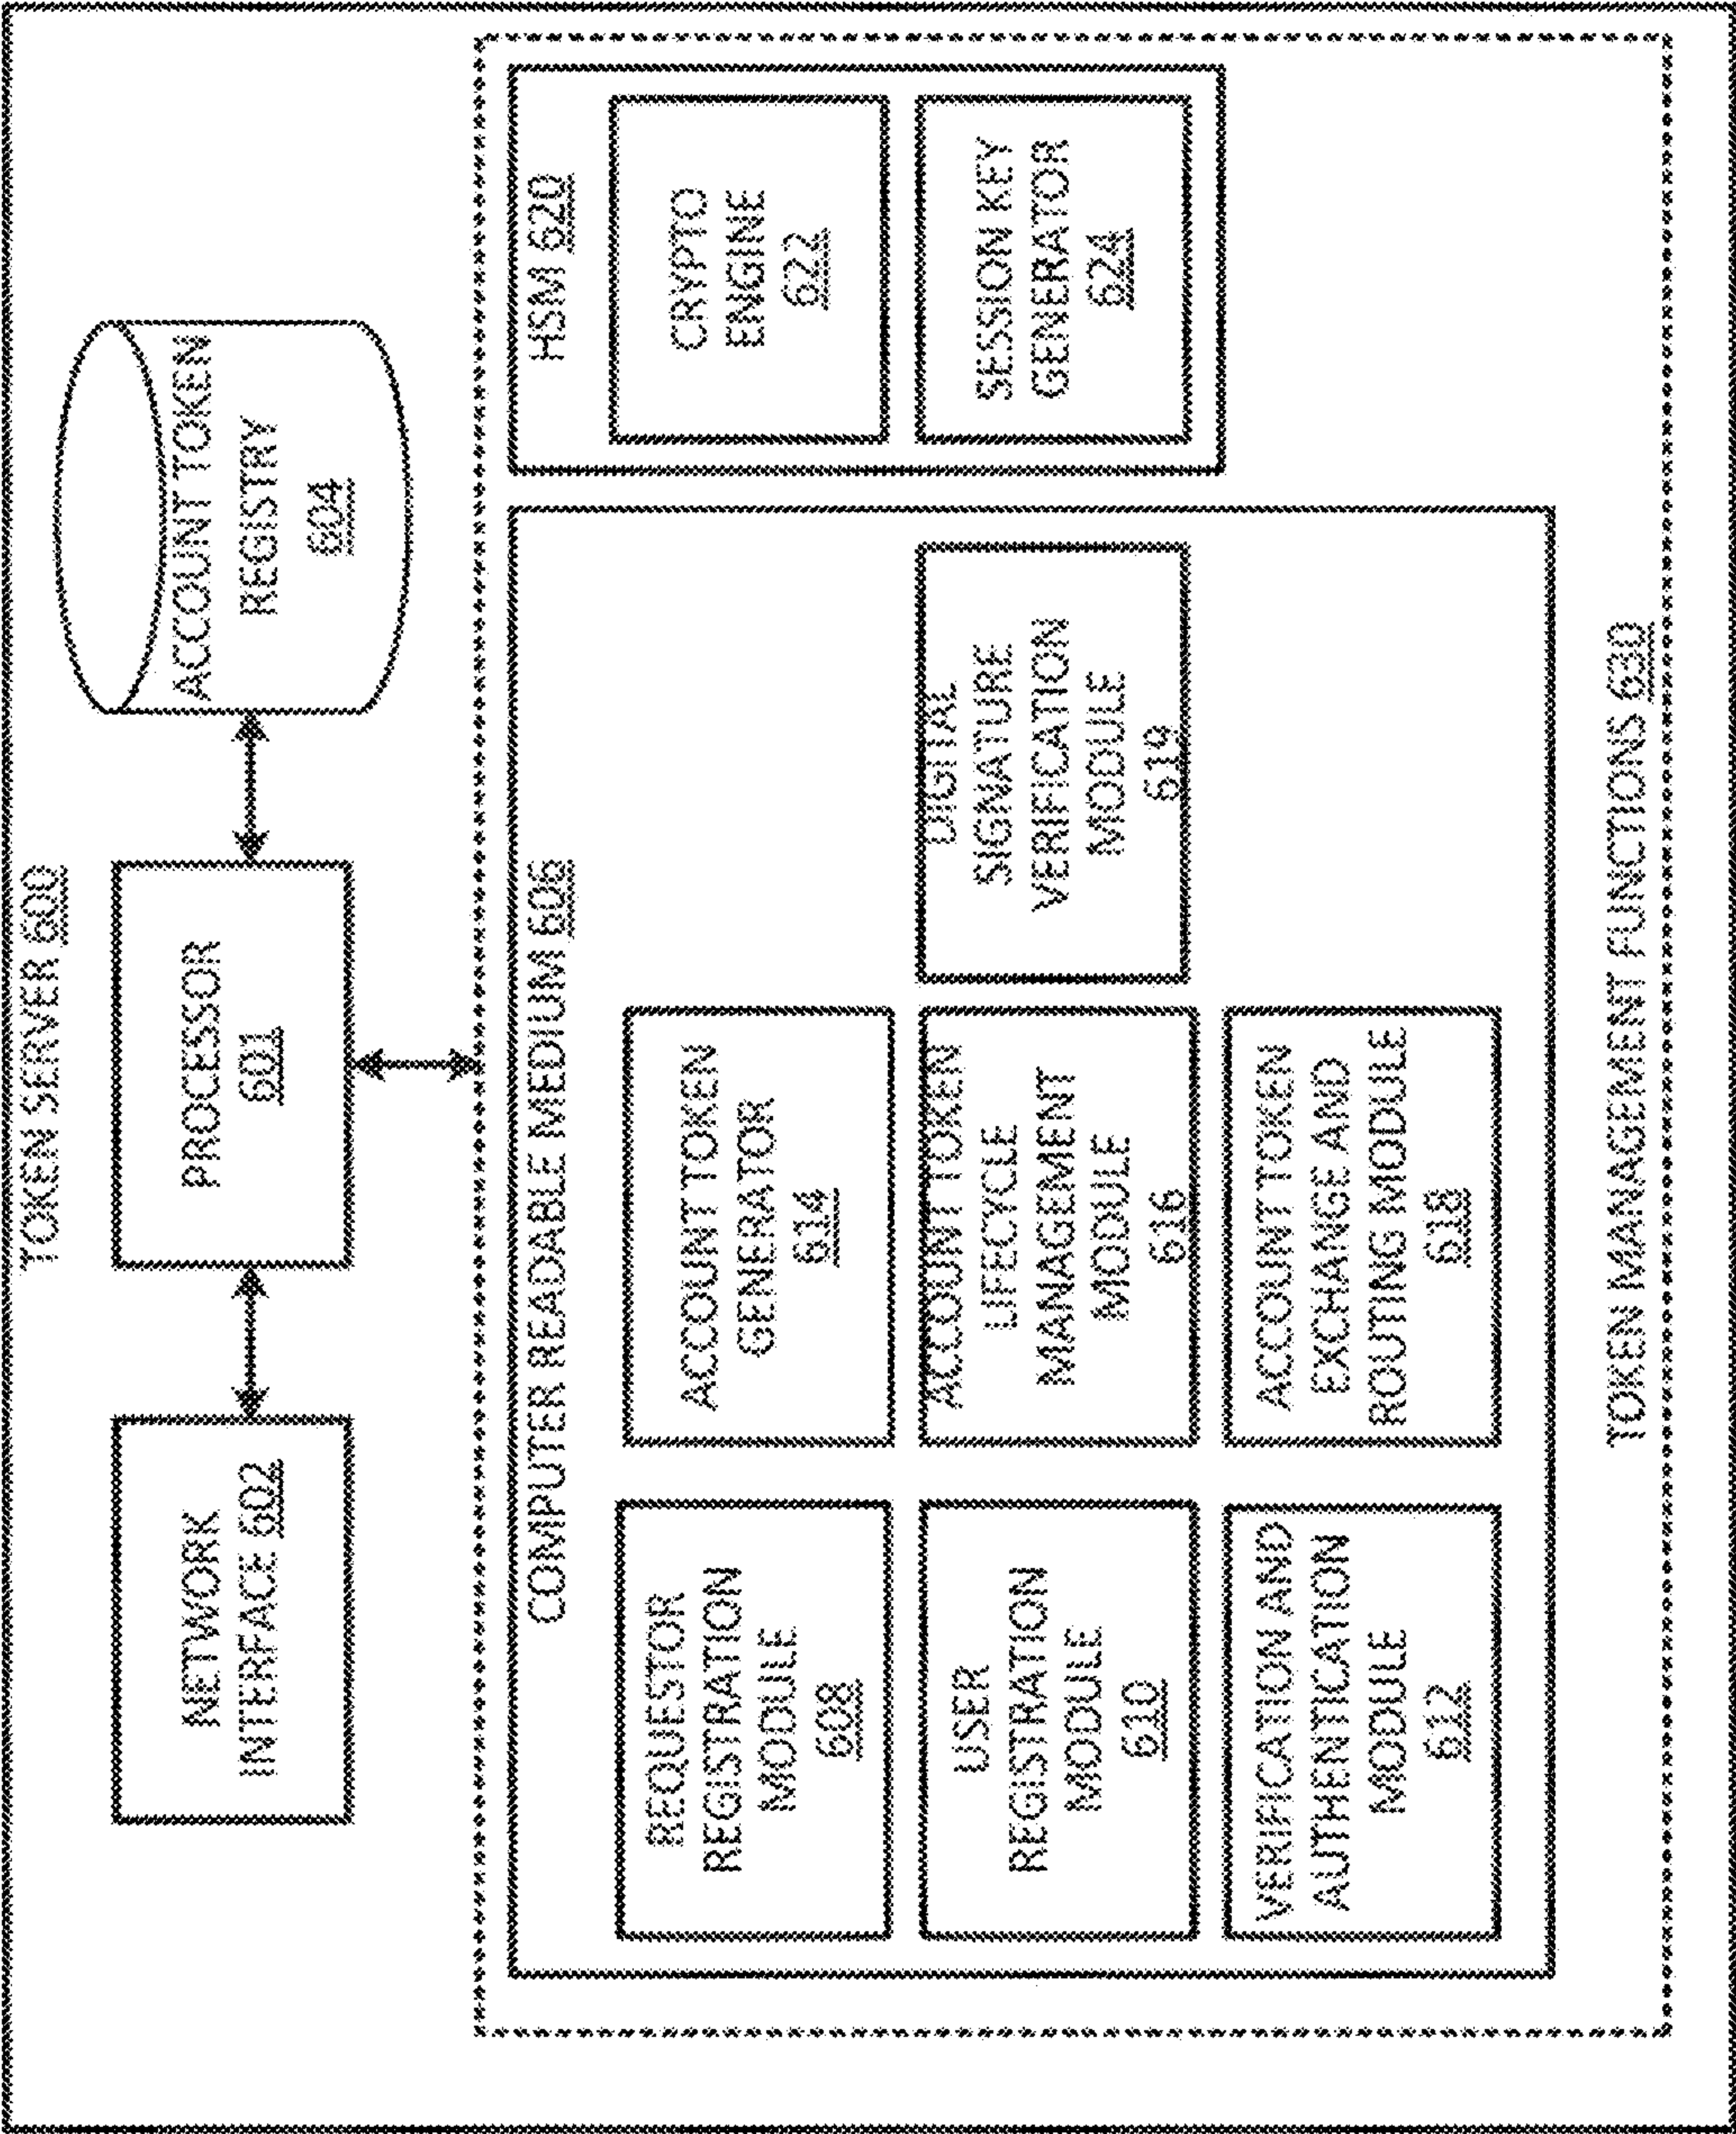 TOKEN SERVER 600
NETWORK
INTERFACE 602
PROCESSOR
601
ACCOUNT TOKEN
REGISTRY
604
COMPUTER READABLE MEDIUM 606
REQUESTOR
REGISTRATION
MODULE
608
USER
REGISTRATION
MODULE
610
VERIFICATION AND
AUTHENTICATION
MODULE
612
ACCOUNT TOKEN
GENERATOR
614
ACCOUNT TOKEN
LIFECYCLE
MANAGEMENT
MODULE
616
ACCOUNT TOKEN
EXCHANGE AND
ROUTING MODULE
618
DIGITAL
SIGNATURE
VERIFICATION
MODULE
619
HSM 620
CRYPTO
ENGINE
622
SESSION KEY
GENERATOR
624
TOKEN MANAGEMENT FUNCTIONS 630